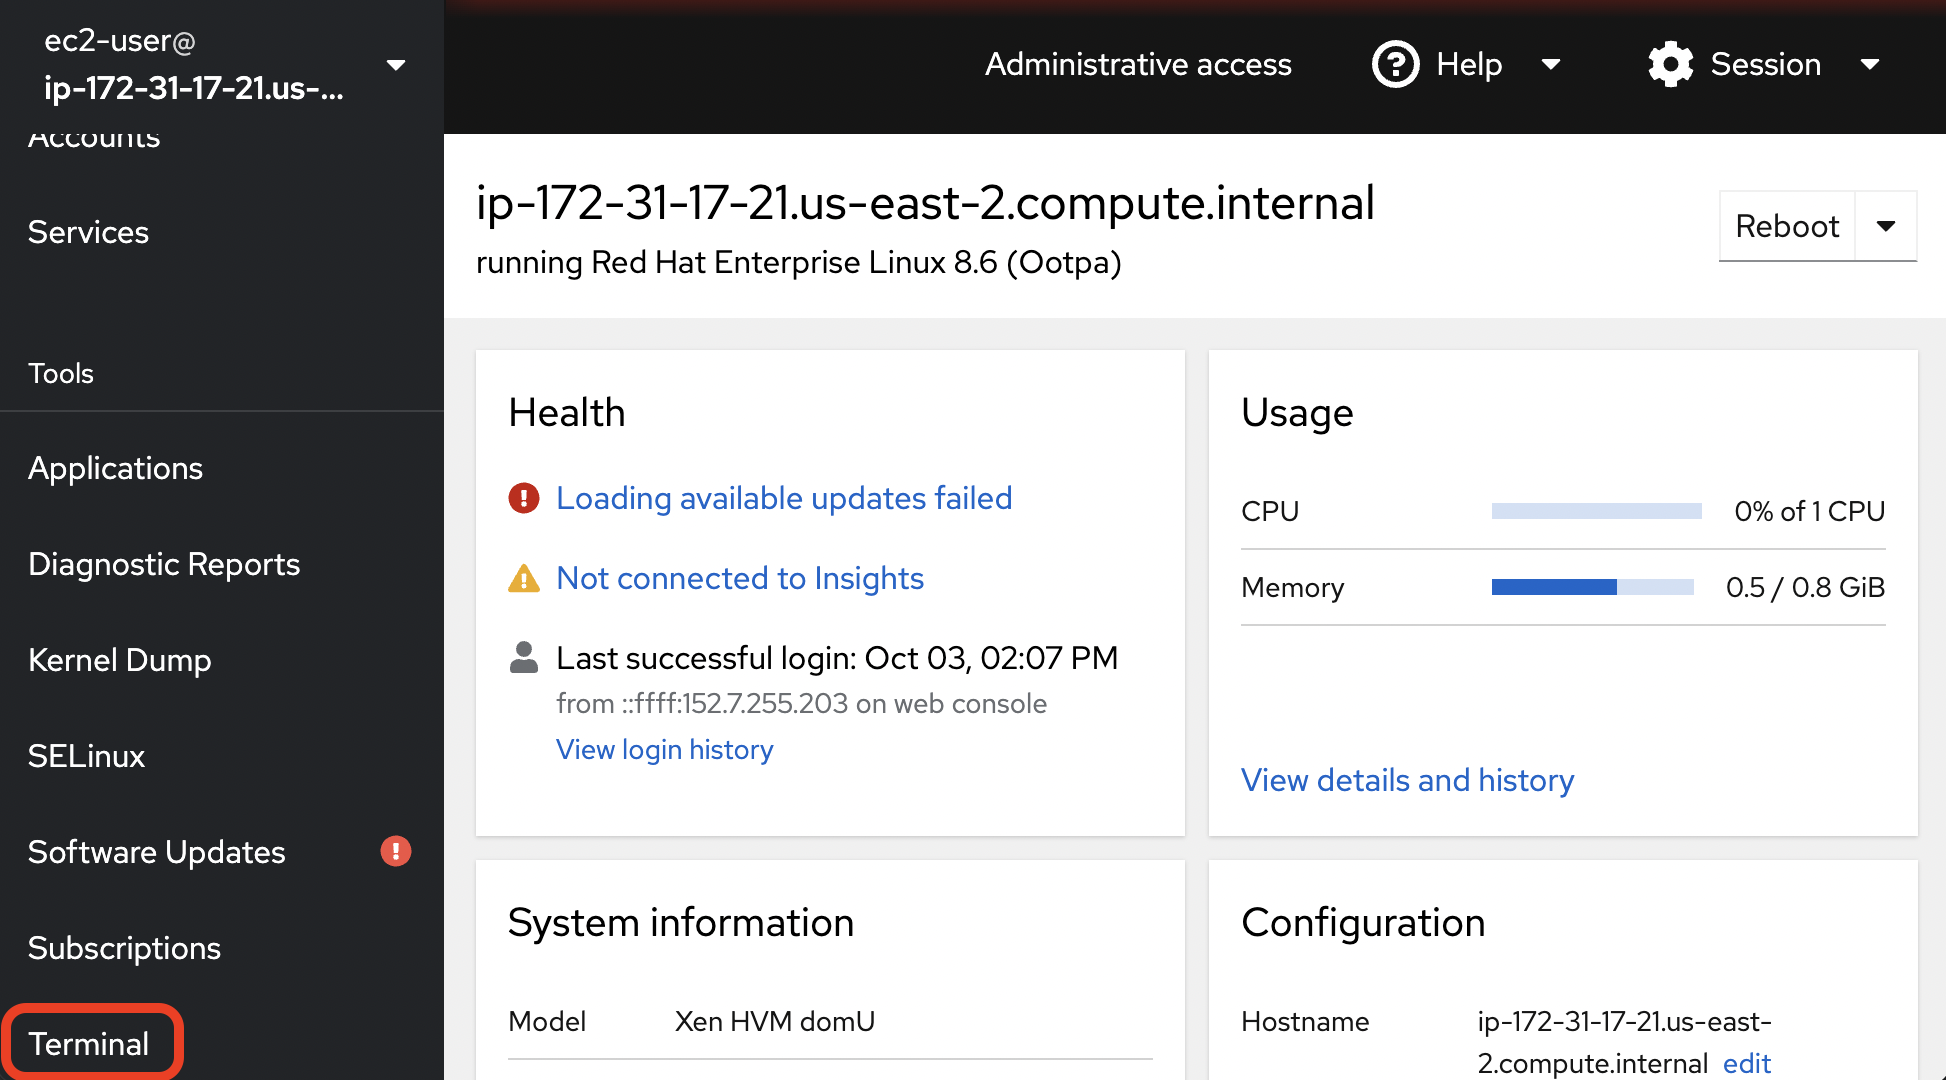 ec2-user@
ip-172-31-17-21.us-...
Accounts
Services
Tools
Applications
Diagnostic Reports
Kernel Dump
SELinux
Software Updates
Subscriptions
Terminal
Administrative access
Help
Session
ip-172-31-17-21.us-east-2.compute.internal
running Red Hat Enterprise Linux 8.6 (Ootpa)
Reboot
Health
Loading available updates failed
Not connected to Insights
Last successful login: Oct 03, 02:07 PM
from ::ffff:152.7.255.203 on web console
View login history
Usage
CPU 0% of 1 CPU
Memory 0.5 / 0.8 GiB
View details and history
System information
Model Xen HVM domU
Configuration
Hostname ip-172-31-17-21.us-east-
2.compute.internal edit